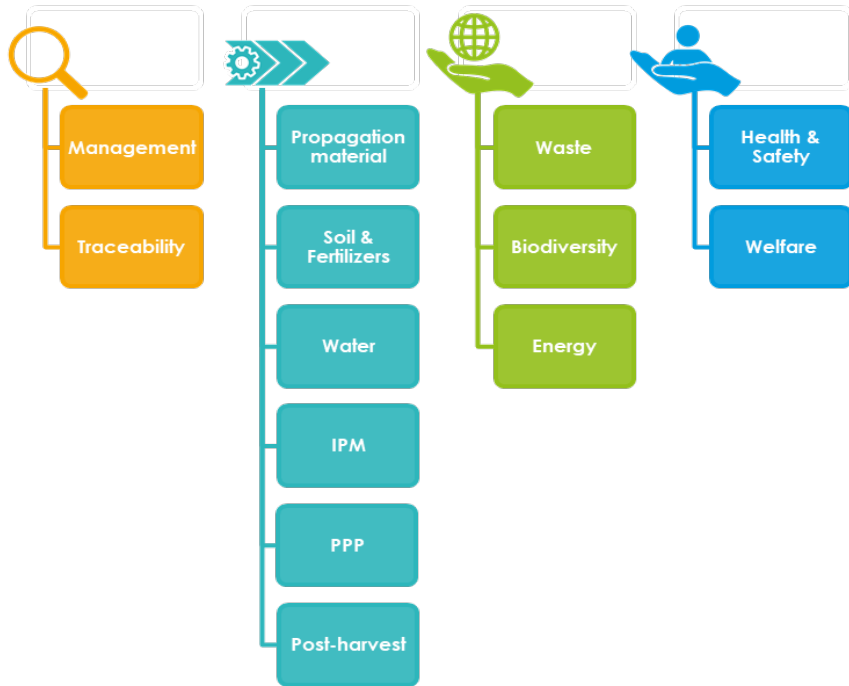 Management
Traceability
Propagation
material
Soil &
Fertilizers
Water
IPM
PPP
Post-harvest
Waste
Biodiversity
Energy
Health &
Safety
Welfare